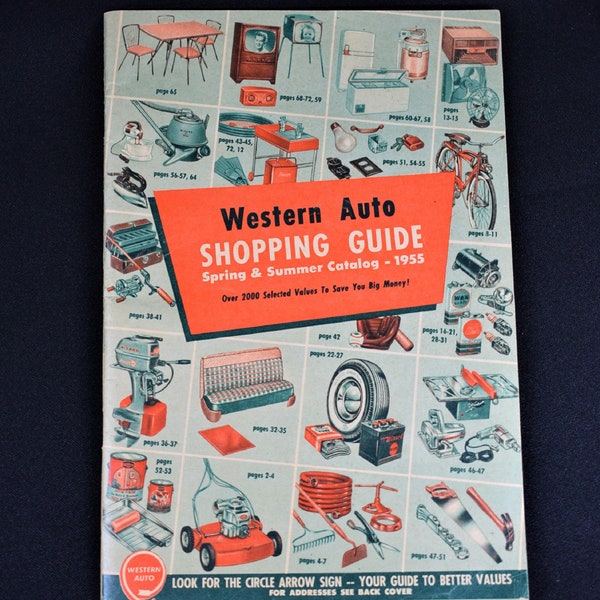 page 65
pages 68-72, 59
pages 60-67, 58
pages 13-15
pages 56-57, 64
pages 43-45, 72, 12
pages 51, 54-55
pages 8-11
Western Auto
SHOPPING GUIDE
Spring & Summer Catalog - 1955
Over 2000 Selected Values To Save You Big Money!
pages 38-41
page 42
WAX
pages 16-21, 28-31
pages 36-37
pages 32-35
pages 22-27
pages 46-47
pages 52-53
pages 2-4
pages 4-7
pages 47-51
WESTERN AUTO
LOOK FOR THE CIRCLE ARROW SIGN -- YOUR GUIDE TO BETTER VALUES
FOR ADDRESSES SEE BACK COVER